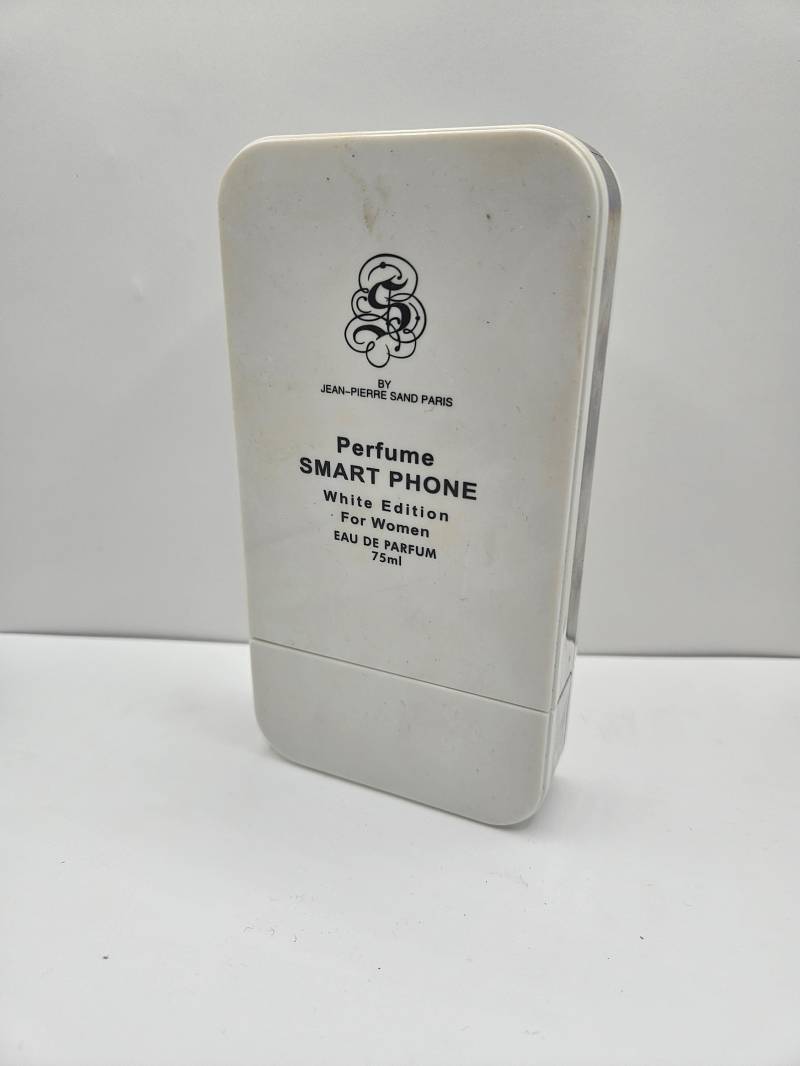 S
BY
JEAN-PIERRE SAND PARIS
Perfume
SMART PHONE
White Edition
For Women
EAU DE PARFUM
75ml